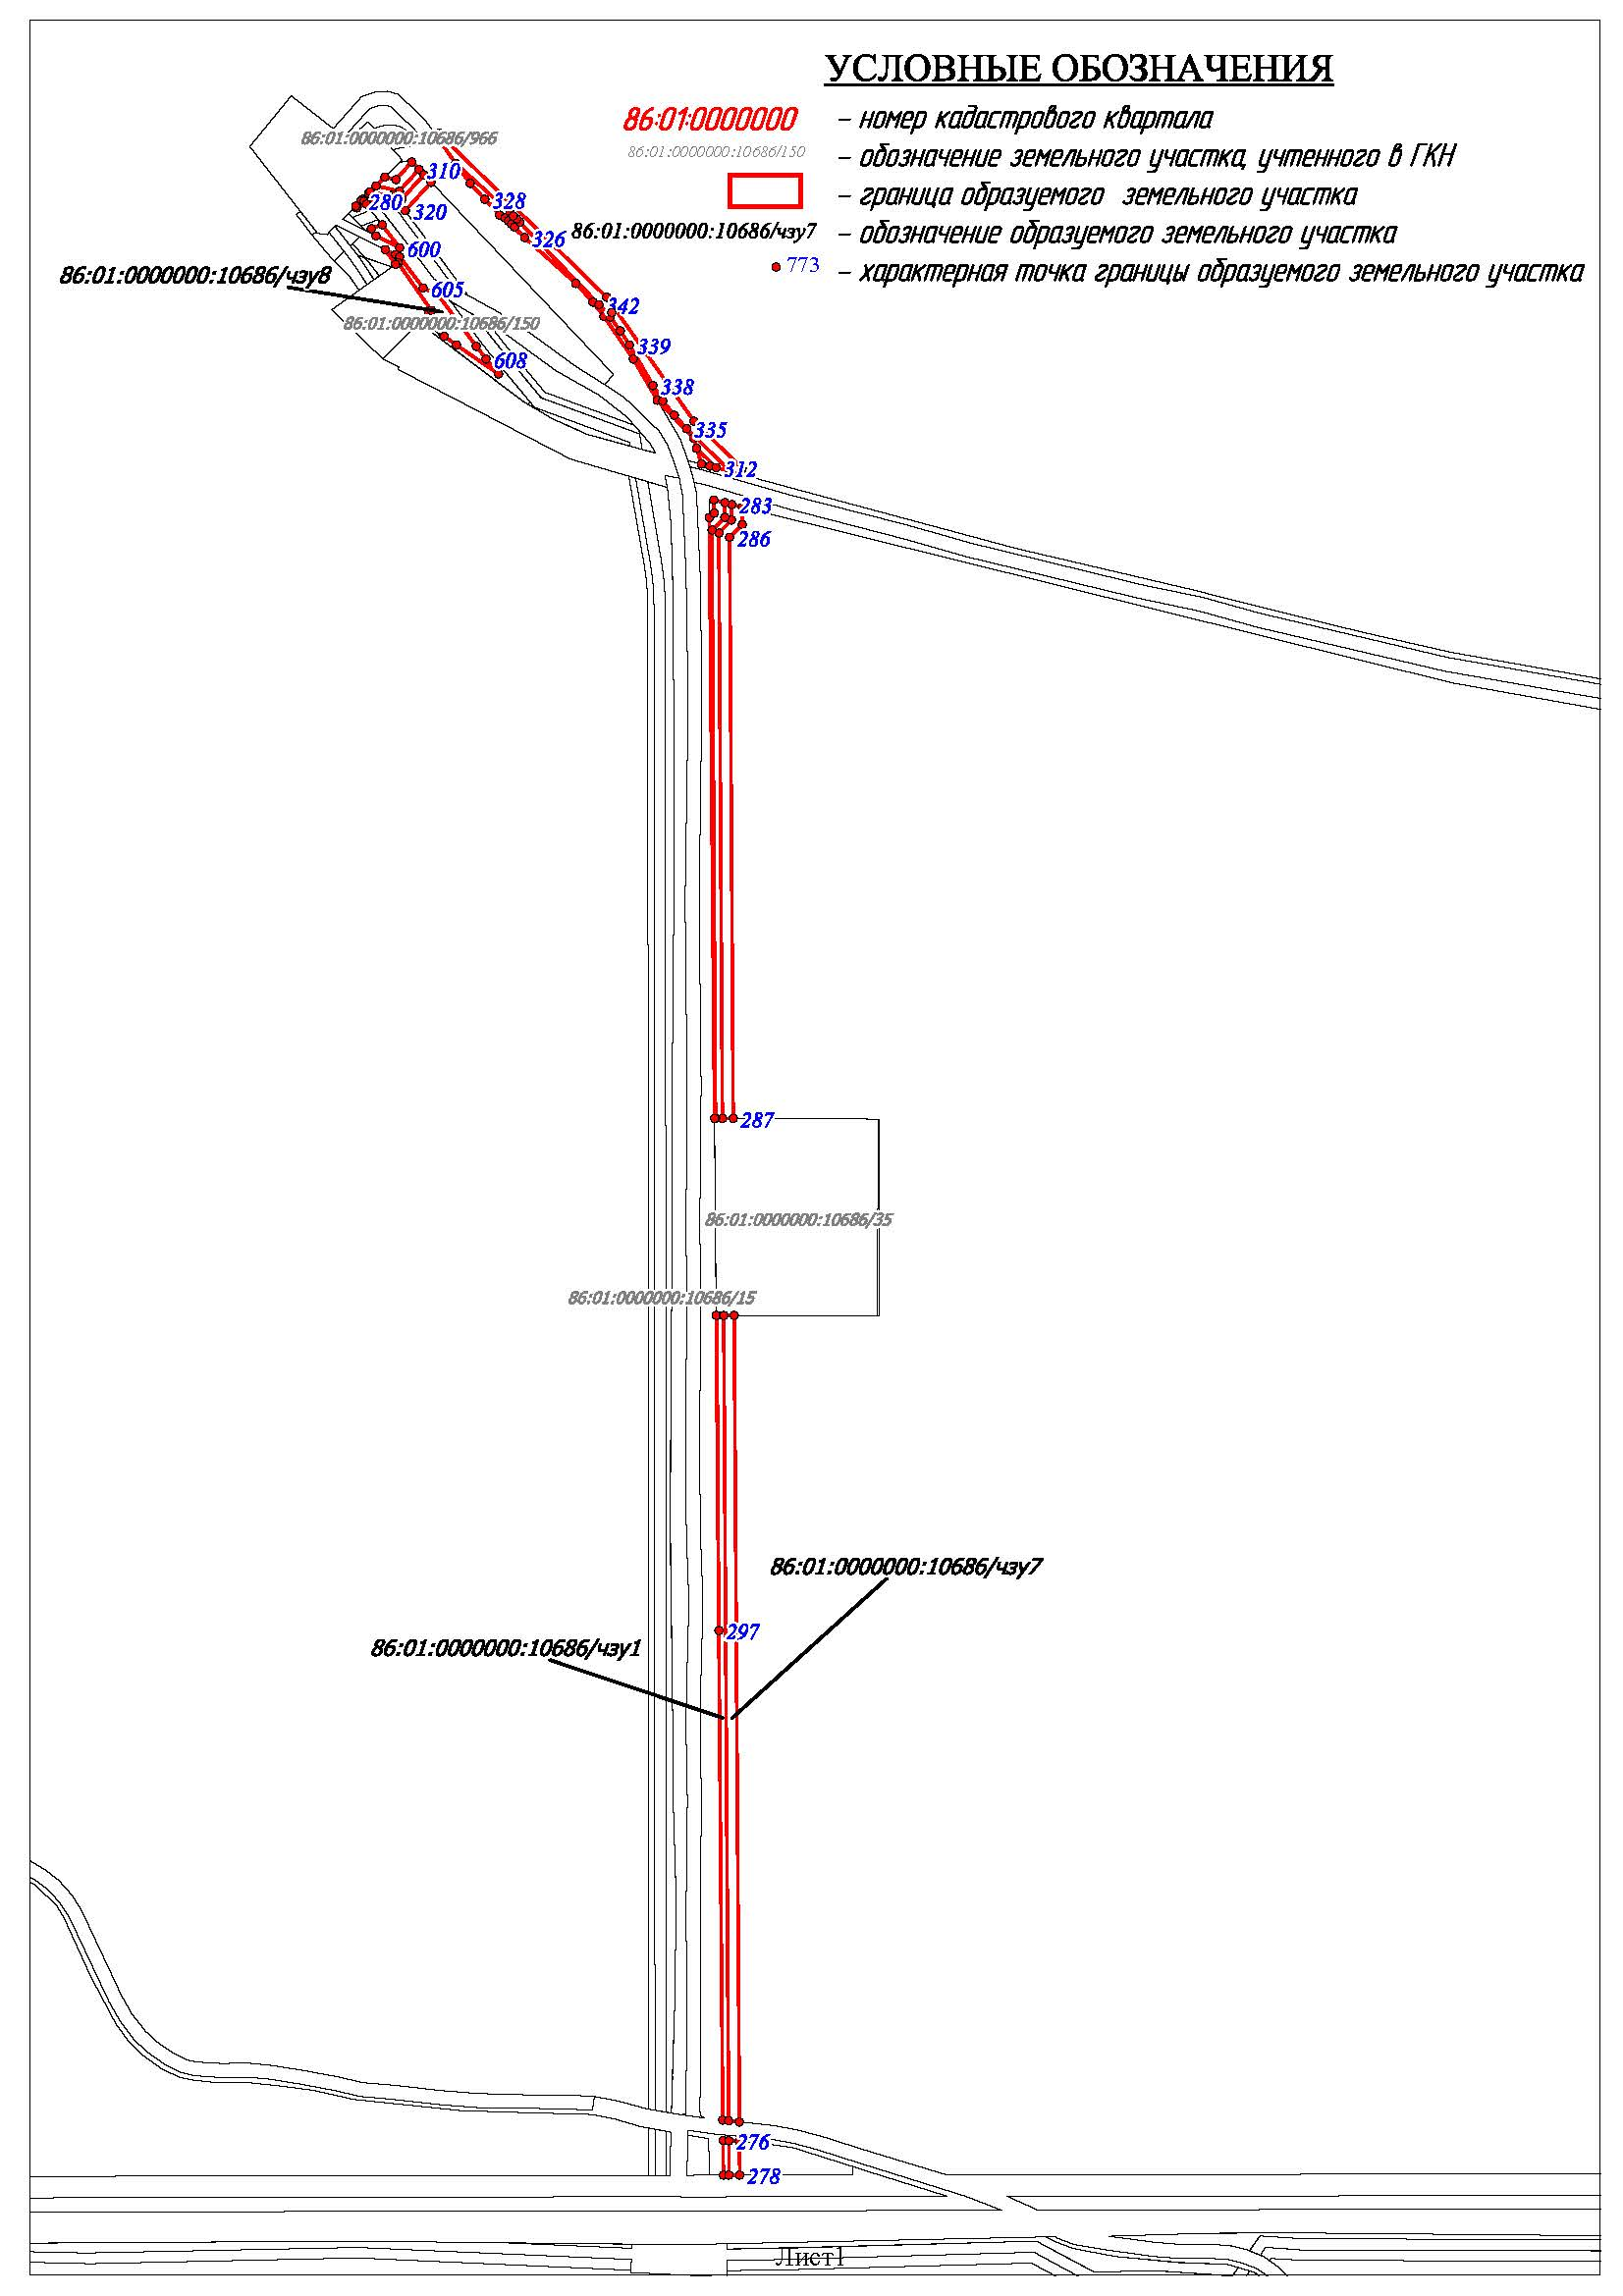 УСЛОВНЫЕ ОБОЗНАЧЕНИЯ
86:01:0000000 – номер кадастрового квартала
86:01:0000000:10686/150 – обозначение земельного участка, учтенного в ГКН
– граница образуемого земельного участка
86:01:0000000:10686/чзу7 – обозначение образуемого земельного участка
773 – характерная точка границы образуемого земельного участка
86:01:0000000:10686/966
310
280
320
328
326
600
86:01:0000000:10686/чзу8
605
342
86:01:0000000:10686/150
339
608
338
335
312
283
286
287
86:01:0000000:10686/35
86:01:0000000:10686/15
86:01:0000000:10686/чзу7
297
86:01:0000000:10686/чзу1
276
278
Лист1